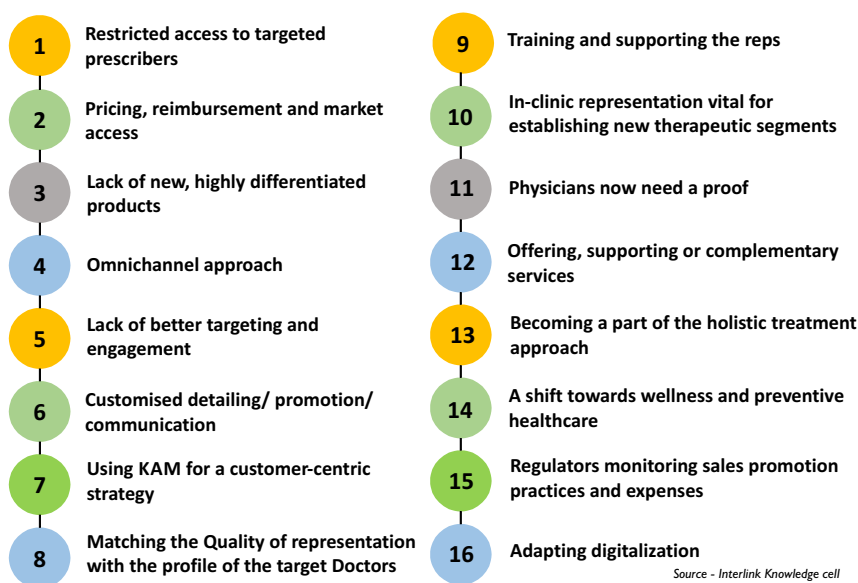 1
Restricted access to targeted
prescribers
2
Pricing, reimbursement and market
access
3
Lack of new, highly differentiated
products
4
Omnichannel approach
5
Lack of better targeting and
engagement
6
Customised detailing/ promotion/
communication
7
Using KAM for a customer-centric
strategy
8
Matching the Quality of representation
with the profile of the target Doctors
9
Training and supporting the reps
10
In-clinic representation vital for
establishing new therapeutic segments
11
Physicians now need a proof
12
Offering, supporting or complementary
services
13
Becoming a part of the holistic treatment
approach
14
A shift towards wellness and preventive
healthcare
15
Regulators monitoring sales promotion
practices and expenses
16
Adapting digitalization
Source - Interlink Knowledge cell